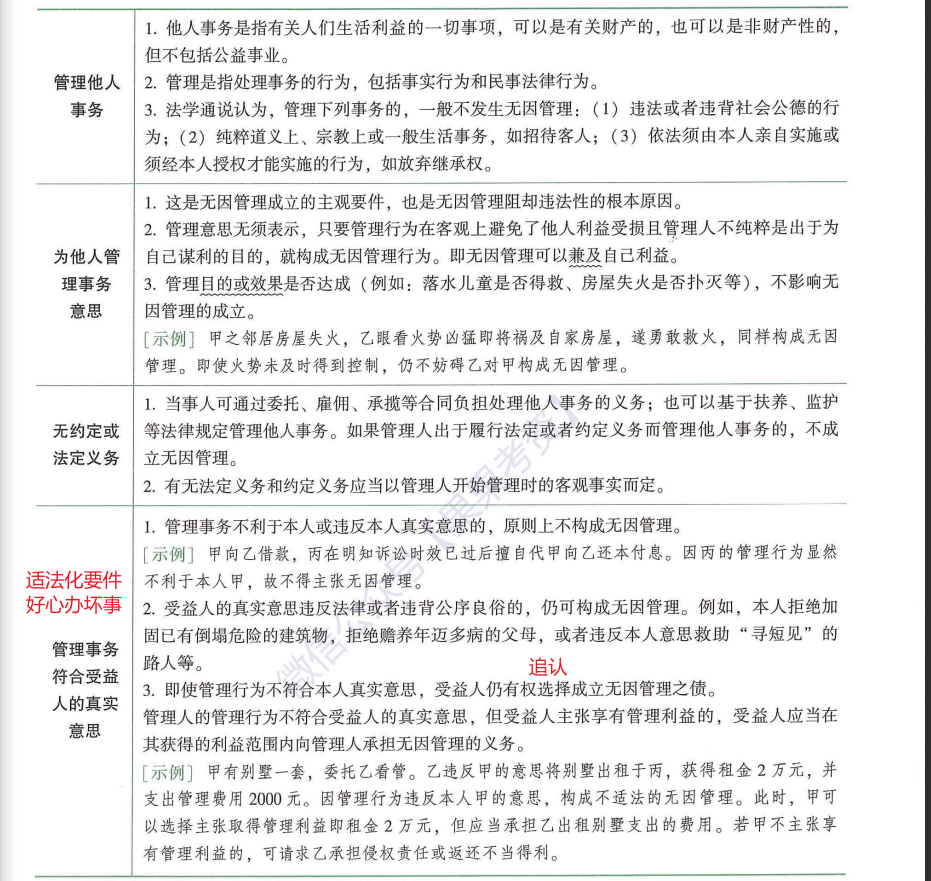 管理他人
事务
1. 他人事务是指有关人们生活利益的一切事项，可以是有关财产的，也可以是非财产性的，
但不包括公益事业。
2. 管理是指处理事务的行为，包括事实行为和民事法律行为。
3. 法学通说认为，管理下列事务的，一般不发生无因管理：（1）违法或者违背社会公德的行
为；（2）纯粹道义上、宗教上或一般生活事务，如招待客人；（3）依法须由本人亲自实施或
须经本人授权才能实施的行为，如放弃继承权。
为他人管
理事务
意思
1. 这是无因管理成立的主观要件，也是无因管理阻却违法性的根本原因。
2. 管理意思无须表示，只要管理行为在客观上避免了他人利益受损且管理人不纯粹是出于为
自己谋利的目的，就构成无因管理行为。即无因管理可以兼及自己利益。
3. 管理目的或效果是否达成（例如：落水儿童是否得救、房屋失火是否扑灭等），不影响无
因管理的成立。
［示例］ 甲之邻居房屋失火，乙眼看火势凶猛即将祸及自家房屋，遂勇敢救火，同样构成无因
管理。即使火势未及时得到控制，仍不妨碍乙对甲构成无因管理。
无约定或
法定义务
1. 当事人可通过委托、雇佣、承揽等合同负担处理他人事务的义务；也可以基于扶养、监护
等法律规定管理他人事务。如果管理人出于履行法定或者约定义务而管理他人事务的，不成
立无因管理。
2. 有无法定义务和约定义务应当以管理人开始管理时的客观事实而定。
适法化要件
好心办坏事
管理事务
符合受益
人的真实
意思
1. 管理事务不利于本人或违反本人真实意思的，原则上不构成无因管理。
［示例］ 甲向乙借款，丙在明知诉讼时效已过后擅自代甲向乙还本付息。因丙的管理行为显然
不利于本人甲，故不得主张无因管理。
2. 受益人的真实意思违反法律或者违背公序良俗的，仍可构成无因管理。例如，本人拒绝加
固已有倒塌危险的建筑物，拒绝赡养年迈多病的父母，或者违反本人意思救助“寻短见”的
路人等。
追认
3. 即使管理行为不符合本人真实意思，受益人仍有权选择成立无因管理之债。
管理人的管理行为不符合受益人的真实意思，但受益人主张享有管理利益的，受益人应当在
其获得的利益范围内向管理人承担无因管理的义务。
［示例］ 甲有别墅一套，委托乙看管。乙违反甲的意思将别墅出租于丙，获得租金 2 万元，并
支出管理费用 2000 元。因管理行为违反本人甲的意思，构成不适法的无因管理。此时，甲可
以选择主张取得管理利益即租金 2 万元，但应当承担乙出租别墅支出的费用。若甲不主张享
有管理利益的，可请求乙承担侵权责任或返还不当得利。
微信公众号【果果考资】